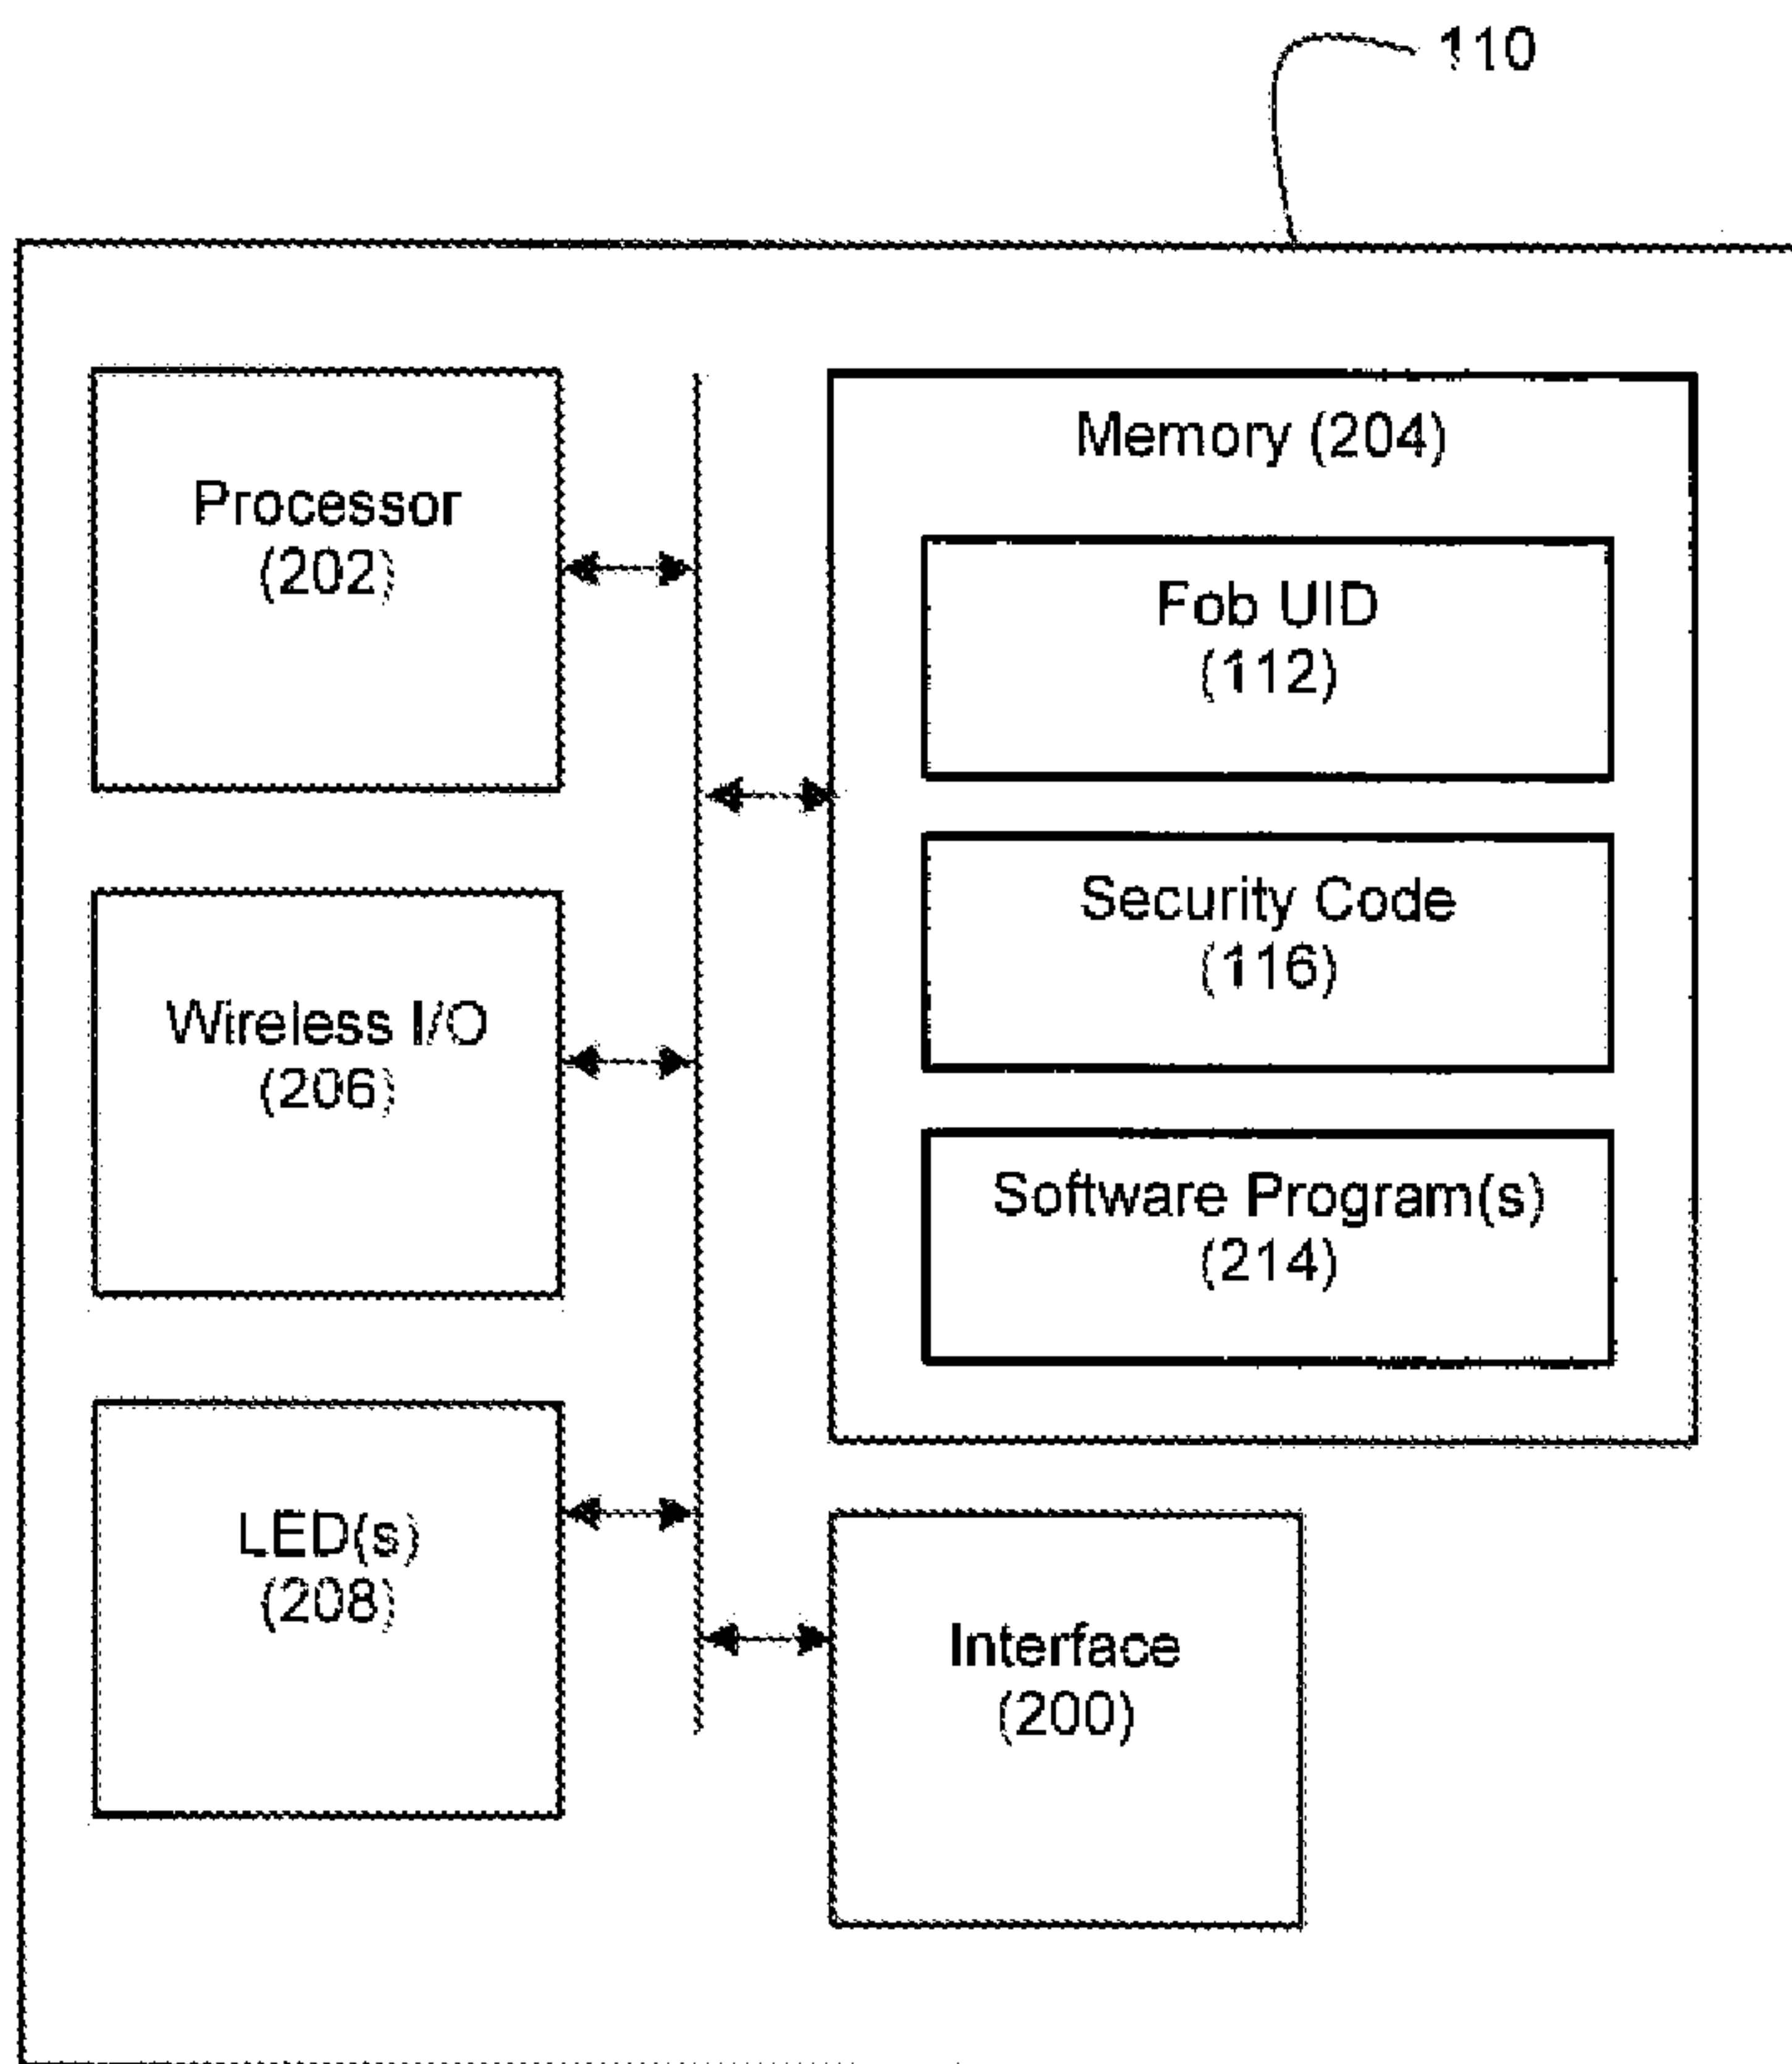 110
Processor
(202)
Memory (204)
Fob UID
(112)
Security Code
(116)
Software Program(s)
(214)
Wireless I/O
(206)
LED(s)
(208)
Interface
(200)